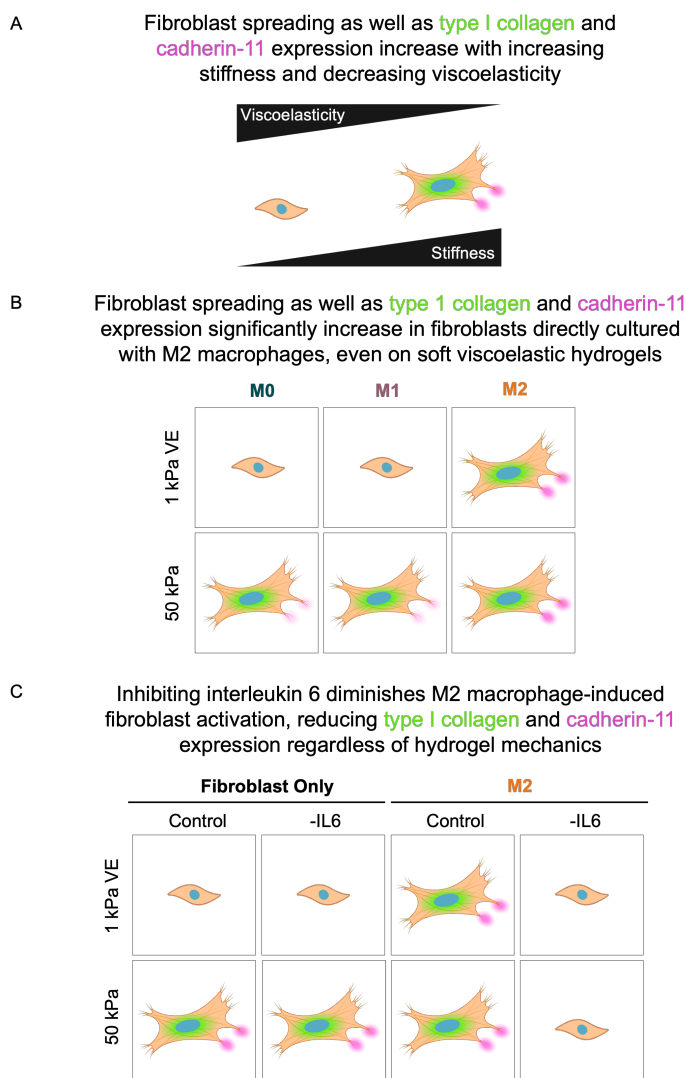 A
Fibroblast spreading as well as type I collagen and
cadherin-11 expression increase with increasing
stiffness and decreasing viscoelasticity
Viscoelasticity
Stiffness
B
Fibroblast spreading as well as type 1 collagen and cadherin-11
expression significantly increase in fibroblasts directly cultured
with M2 macrophages, even on soft viscoelastic hydrogels
M0 M1 M2
1 kPa VE
50 kPa
C
Inhibiting interleukin 6 diminishes M2 macrophage-induced
fibroblast activation, reducing type I collagen and cadherin-11
expression regardless of hydrogel mechanics
Fibroblast Only M2
Control -IL6 Control -IL6
1 kPa VE
50 kPa